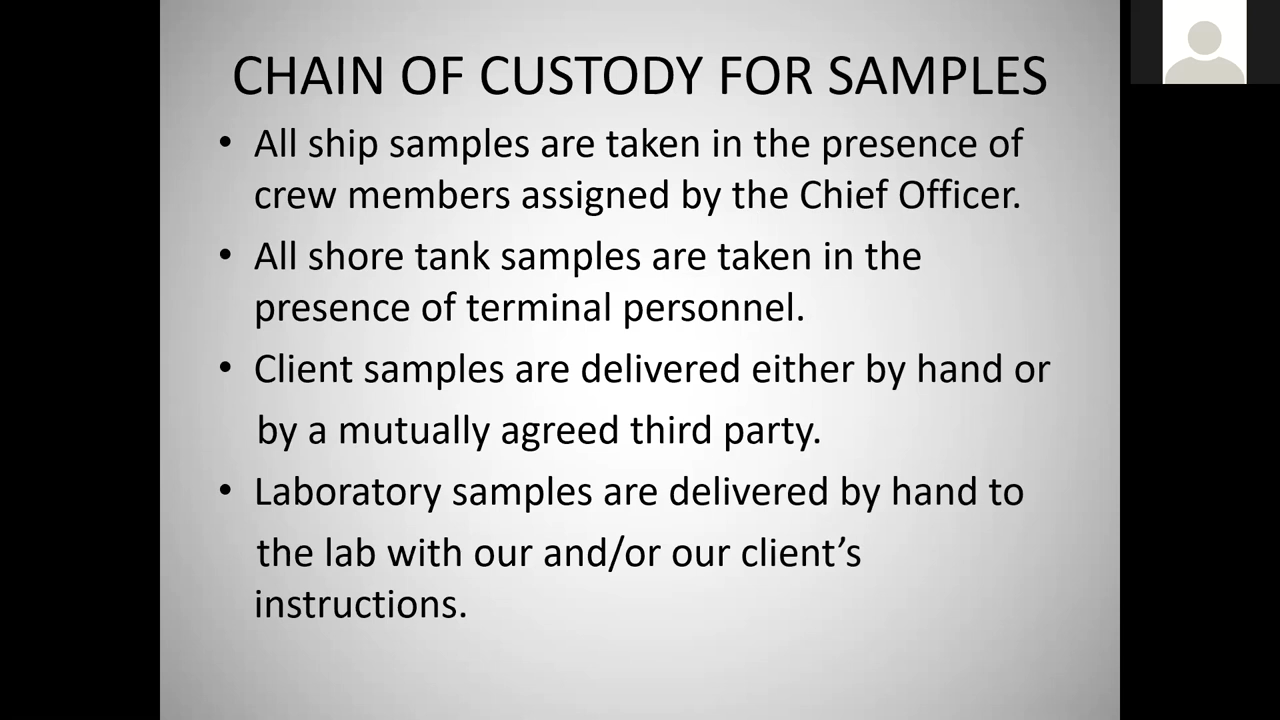 CHAIN OF CUSTODY FOR SAMPLES
• All ship samples are taken in the presence of
crew members assigned by the Chief Officer.
• All shore tank samples are taken in the
presence of terminal personnel.
• Client samples are delivered either by hand or
by a mutually agreed third party.
• Laboratory samples are delivered by hand to
the lab with our and/or our client’s
instructions.